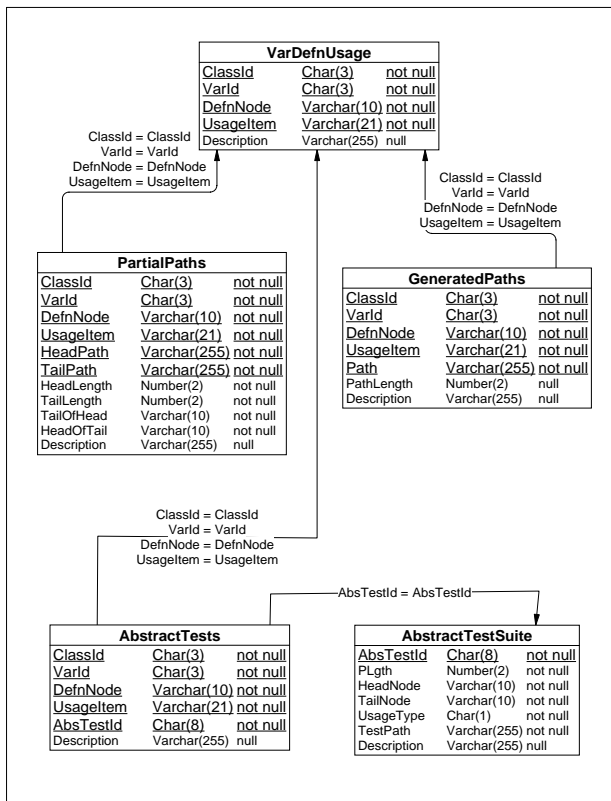 VarDefnUsage
ClassId Char(3) not null
VarId Char(3) not null
DefnNode Varchar(10) not null
UsageItem Varchar(21) not null
Description Varchar(255) null
ClassId = ClassId
VarId = VarId
DefnNode = DefnNode
UsageItem = UsageItem
ClassId = ClassId
VarId = VarId
DefnNode = DefnNode
UsageItem = UsageItem
PartialPaths
ClassId Char(3) not null
VarId Char(3) not null
DefnNode Varchar(10) not null
UsageItem Varchar(21) not null
HeadPath Varchar(255) not null
TailPath Varchar(255) not null
HeadLength Number(2) not null
TailLength Number(2) not null
TailOfHead Varchar(10) not null
HeadOfTail Varchar(10) not null
Description Varchar(255) null
GeneratedPaths
ClassId Char(3) not null
VarId Char(3) not null
DefnNode Varchar(10) not null
UsageItem Varchar(21) not null
Path Varchar(255) not null
PathLength Number(2) null
Description Varchar(255) null
ClassId = ClassId
VarId = VarId
DefnNode = DefnNode
UsageItem = UsageItem
AbsTestId = AbsTestId
AbstractTests
ClassId Char(3) not null
VarId Char(3) not null
DefnNode Varchar(10) not null
UsageItem Varchar(21) not null
AbsTestId Char(8) not null
Description Varchar(255) null
AbstractTestSuite
AbsTestId Char(8) not null
PLgth Number(2) not null
HeadNode Varchar(10) not null
TailNode Varchar(10) not null
UsageType Char(1) not null
TestPath Varchar(255) not null
Description Varchar(255) null